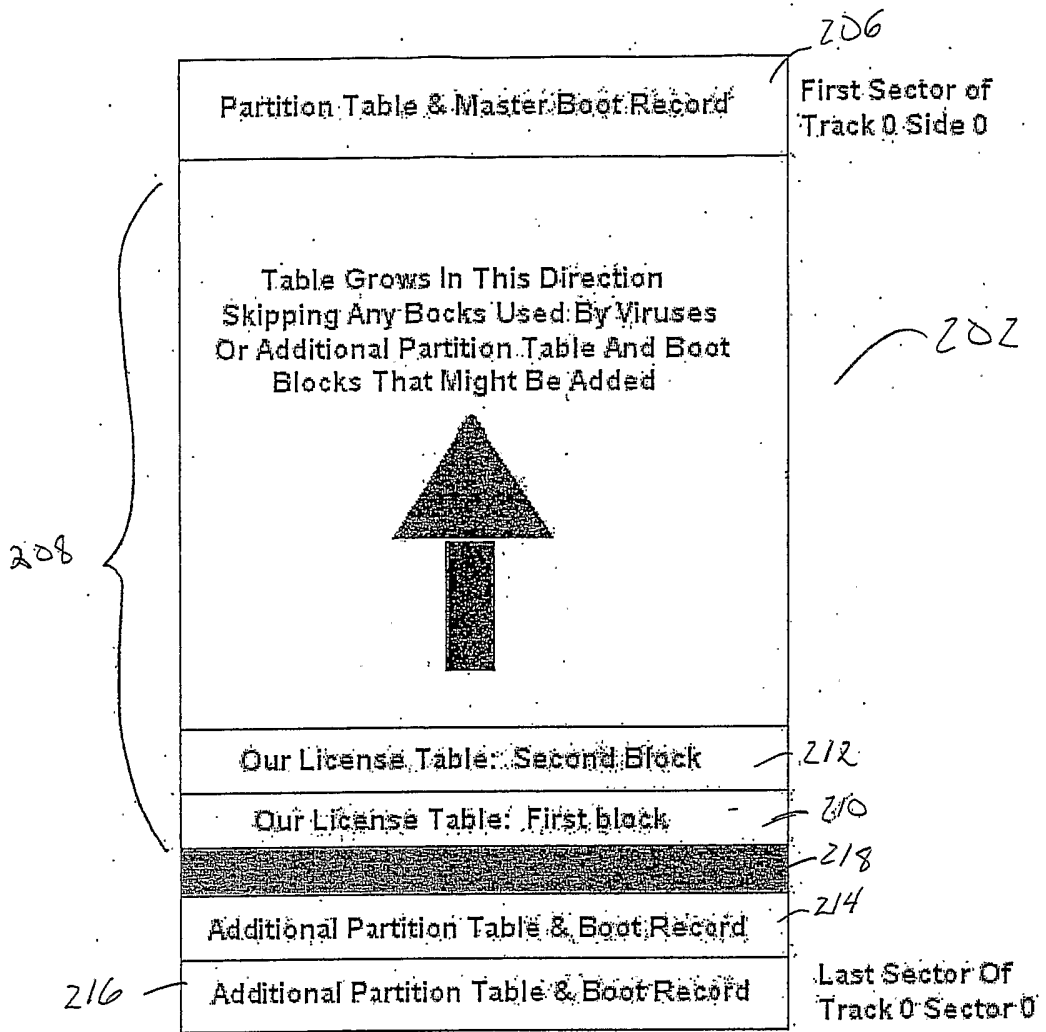 206
Partition Table & Master Boot Record
First Sector of
Track 0 Side 0
Table Grows In This Direction
Skipping Any Bocks Used By Viruses
Or Additional Partition Table And Boot
Blocks That Might Be Added
202
208
Our License Table: Second Block
212
Our License Table: First block
210
218
Additional Partition Table & Boot Record
214
216
Additional Partition Table & Boot Record
Last Sector Of
Track 0 Sector 0